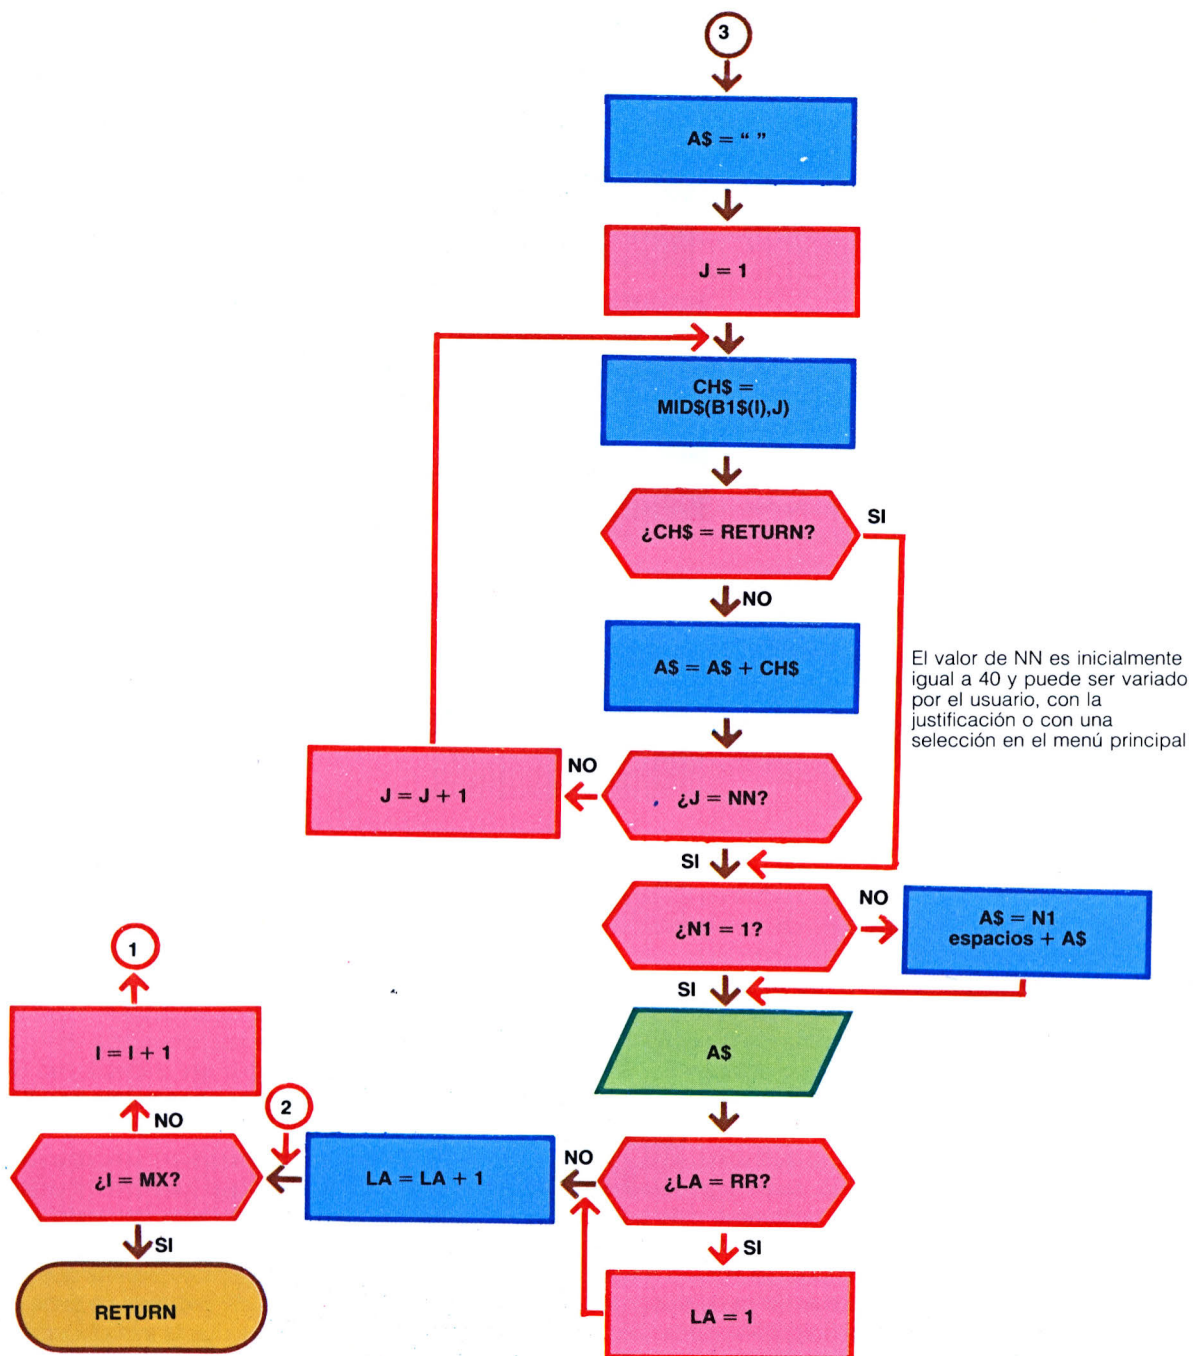 3
A$ = “ ”
J = 1
CH$ =
MID$(B1$(I),J)
¿CH$ = RETURN?
SI
NO
A$ = A$ + CH$
El valor de NN es inicialmente
igual a 40 y puede ser variado
por el usuario, con la
justificación o con una
selección en el menú principal
J = J + 1
NO
¿J = NN?
SI
¿N1 = 1?
NO
A$ = N1
espacios + A$
SI
A$
1
I = I + 1
NO
2
¿I = MX?
LA = LA + 1
NO
¿LA = RR?
SI
SI
RETURN
LA = 1